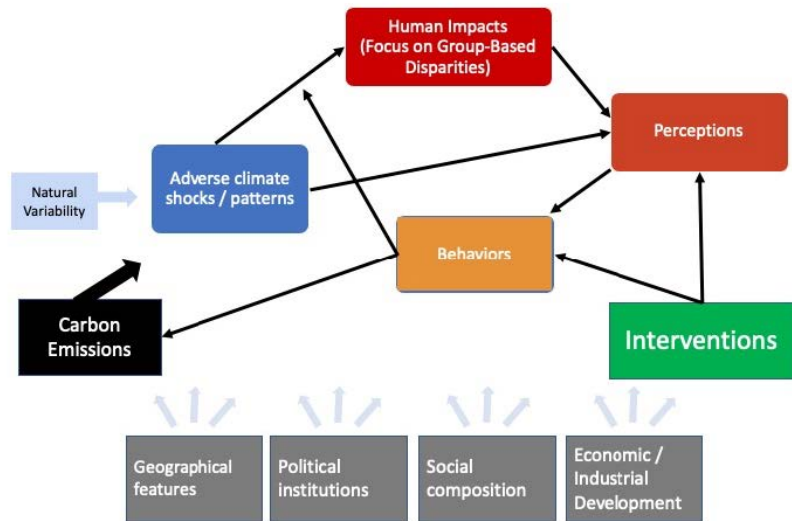 Human Impacts
(Focus on Group-Based
Disparities)
Perceptions
Adverse climate
shocks / patterns
Natural
Variability
Behaviors
Carbon
Emissions
Interventions
Geographical
features
Political
institutions
Social
composition
Economic /
Industrial
Development